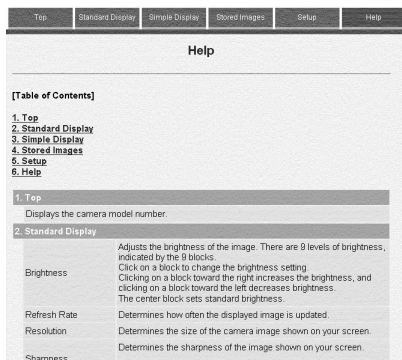 Top
Standard Display
Simple Display
Stored Images
Setup
Help
Help
[Table of Contents]
1. Top
2. Standard Display
3. Simple Display
4. Stored Images
5. Setup
6. Help
1. Top
Displays the camera model number.
2. Standard Display
Brightness
Adjusts the brightness of the image. There are 9 levels of brightness,
indicated by the 9 blocks.
Click on a block to change the brightness setting.
Clicking on a block toward the right increases the brightness, and
clicking on a block toward the left decreases brightness.
The center block sets standard brightness.
Refresh Rate
Determines how often the displayed image is updated.
Resolution
Determines the size of the camera image shown on your screen.
Sharpness
Determines the sharpness of the image shown on your screen.